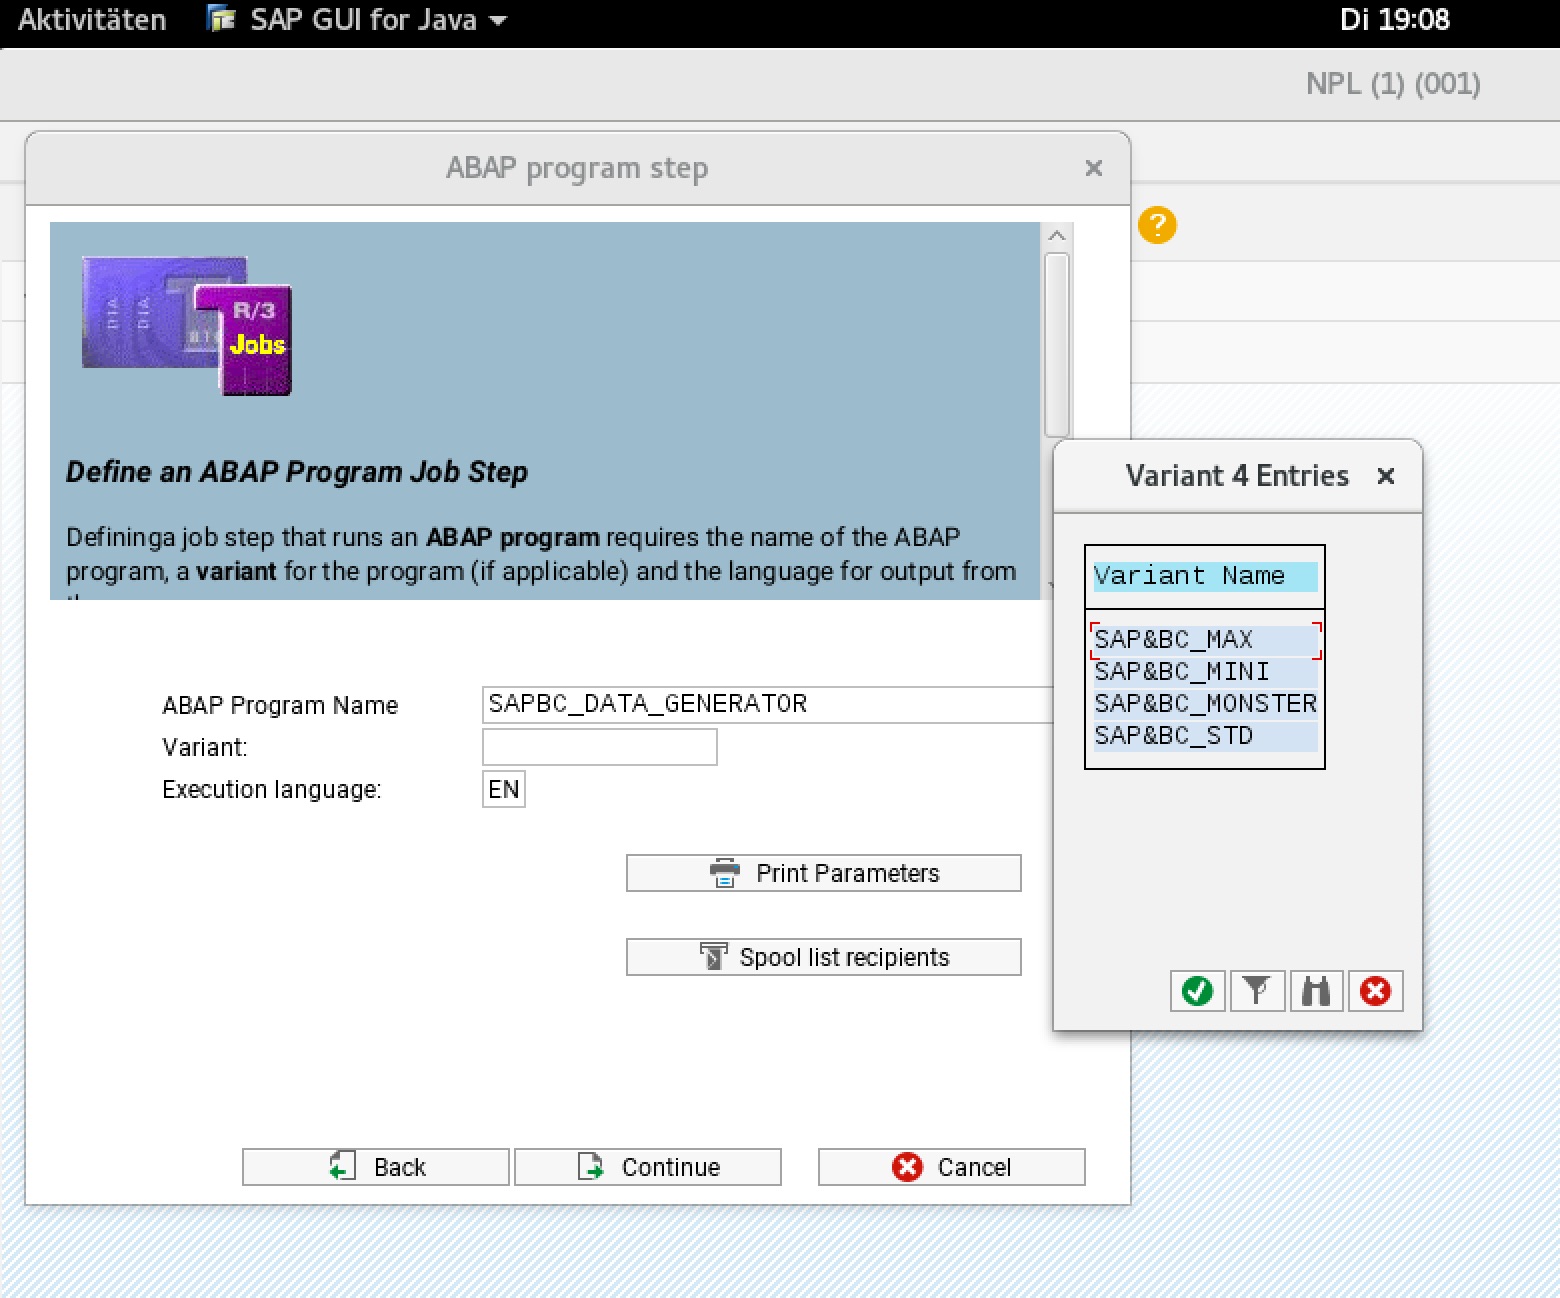 Aktivitäten SAP GUI for Java Di 19:08
NPL (1) (001)
ABAP program step
?
DIA DIA
R/3
Jobs
Define an ABAP Program Job Step
Defininga job step that runs an ABAP program requires the name of the ABAP
program, a variant for the program (if applicable) and the language for output from
ABAP Program Name SAPBC_DATA_GENERATOR
Variant:
Execution language: EN
Print Parameters
Spool list recipients
Back Continue Cancel
Variant 4 Entries
Variant Name
SAP&BC_MAX
SAP&BC_MINI
SAP&BC_MONSTER
SAP&BC_STD